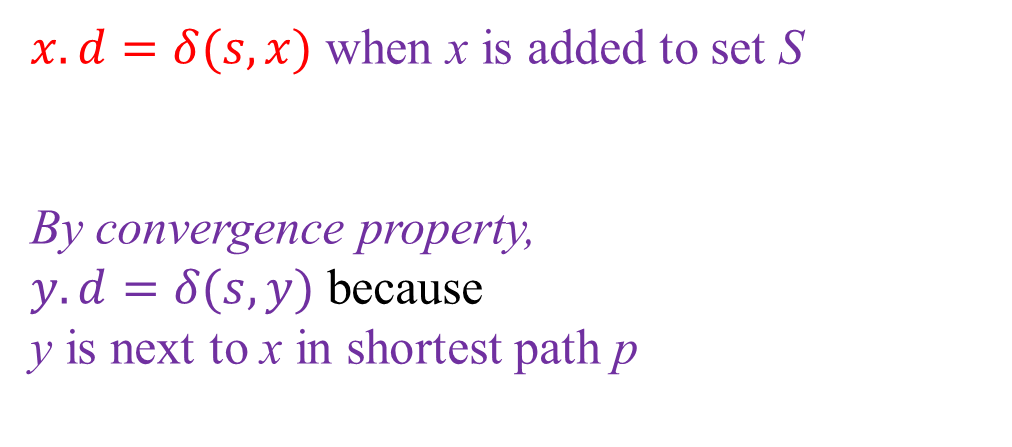 x.d = δ(s,x) when x is added to set S
By convergence property,
y.d = δ(s,y) because
y is next to x in shortest path p